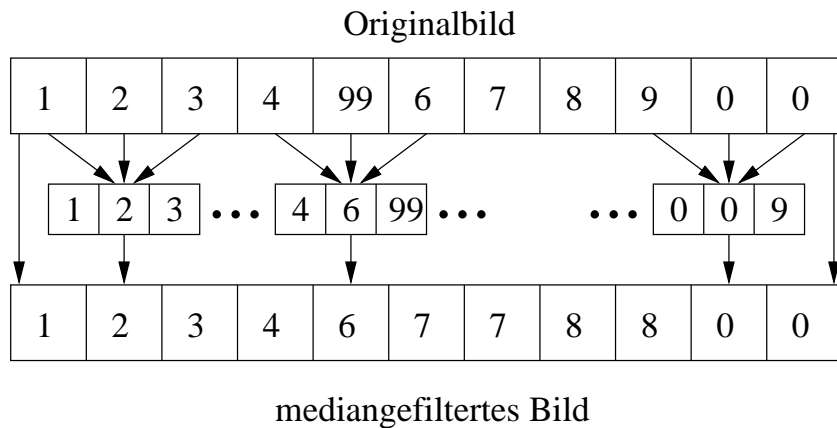 Originalbild
1 2 3 4 99 6 7 8 9 0 0
1 2 3 ••• 4 6 99 ••• ••• 0 0 9
1 2 3 4 6 7 7 8 8 0 0
mediangefiltertes Bild